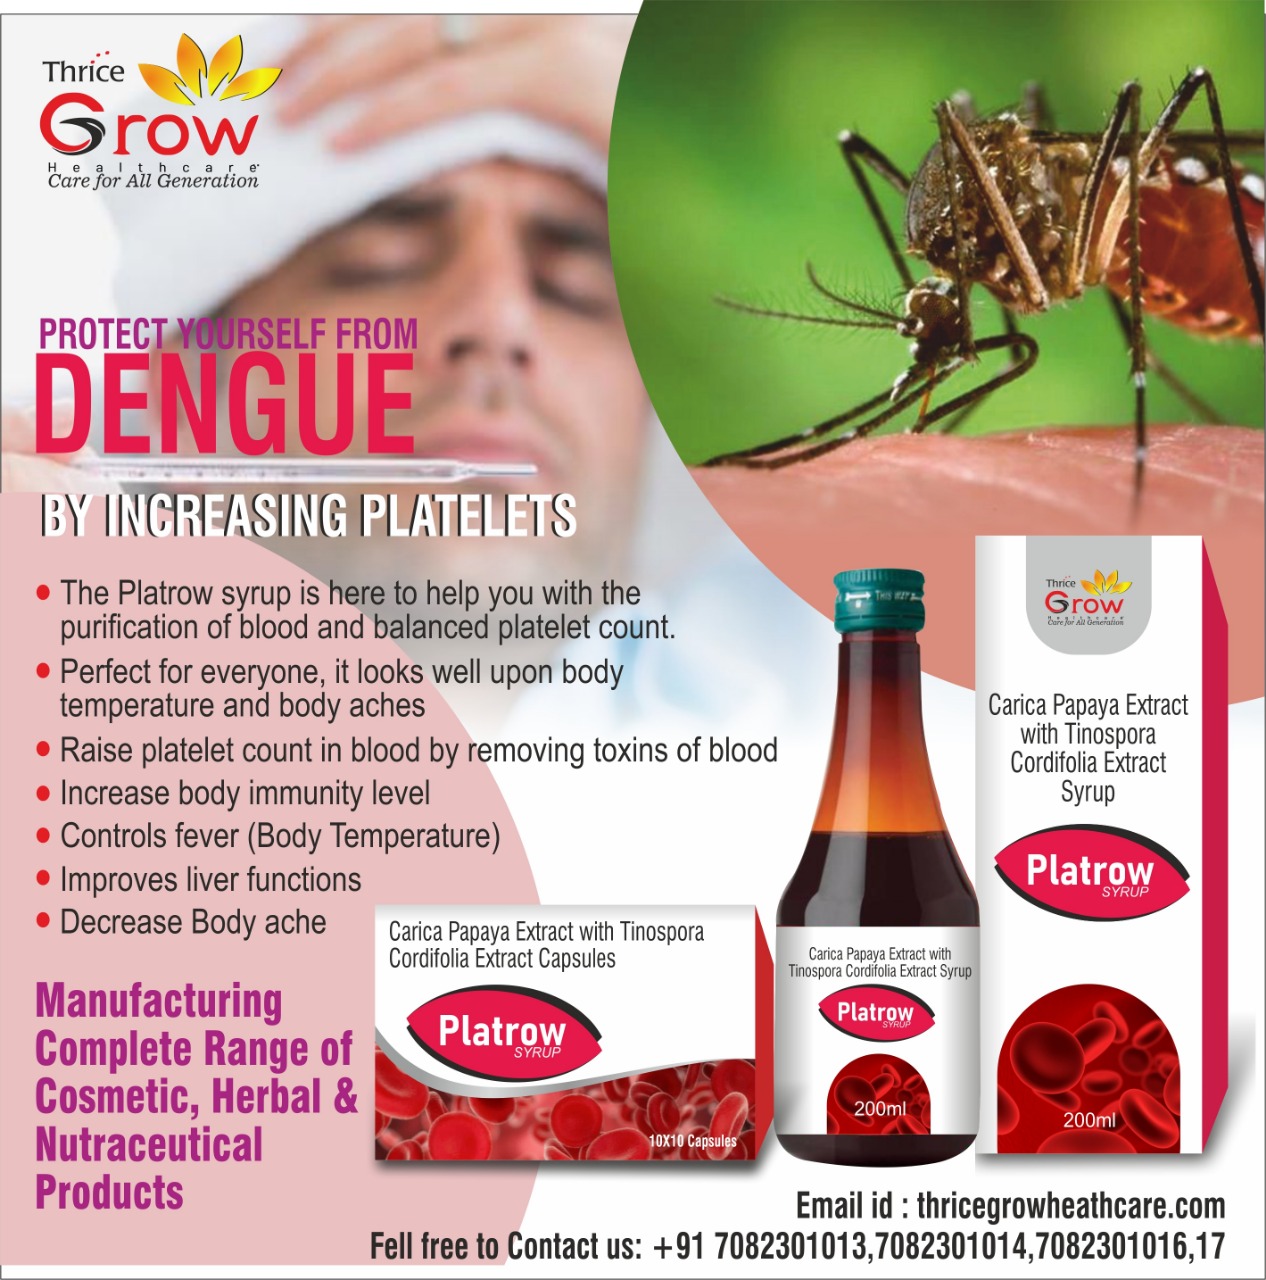 Thrice
Grow
Healthcare
Care for All Generation
PROTECT YOURSELF FROM
DENGUE
BY INCREASING PLATELETS
• The Platrow syrup is here to help you with the
purification of blood and balanced platelet count.
• Perfect for everyone, it looks well upon body
temperature and body aches
• Raise platelet count in blood by removing toxins of blood
• Increase body immunity level
• Controls fever (Body Temperature)
• Improves liver functions
• Decrease Body ache
Manufacturing
Complete Range of
Cosmetic, Herbal &
Nutraceutical
Products
Carica Papaya Extract with Tinospora
Cordifolia Extract Capsules
Platrow
SYRUP
10X10 Capsules
THIS WAY
Carica Papaya Extract with
Tinospora Cordifolia Extract Syrup
Platrow
SYRUP
200ml
Thrice
Grow
Healthcare
Care for All Generation
Carica Papaya Extract
with Tinospora
Cordifolia Extract
Syrup
Platrow
SYRUP
200ml
Email id : thricegrowheathcare.com
Fell free to Contact us: +91 7082301013,7082301014,7082301016,17